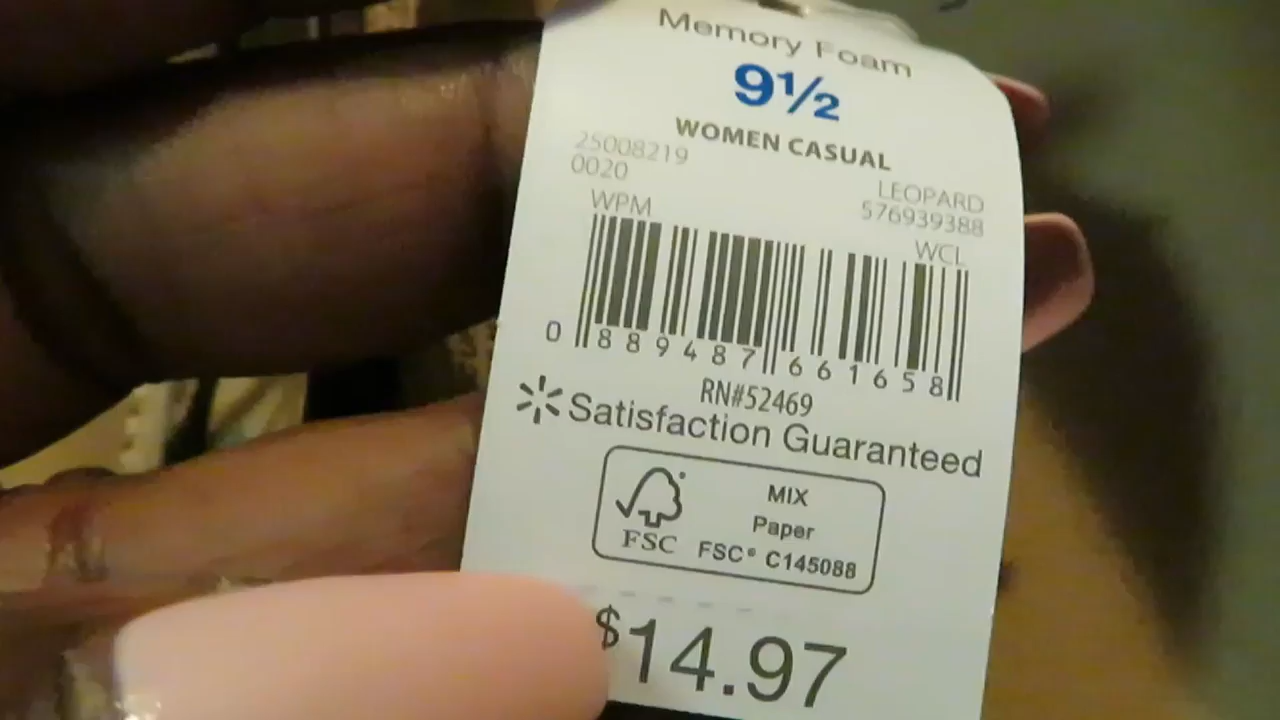 Memory Foam
9½
WOMEN CASUAL
25008219
0020
LEOPARD
576939388
WPM
WCL
0 889487 661658
RN#52469
Satisfaction Guaranteed
MIX
Paper
FSC FSC® C145088
$14.97